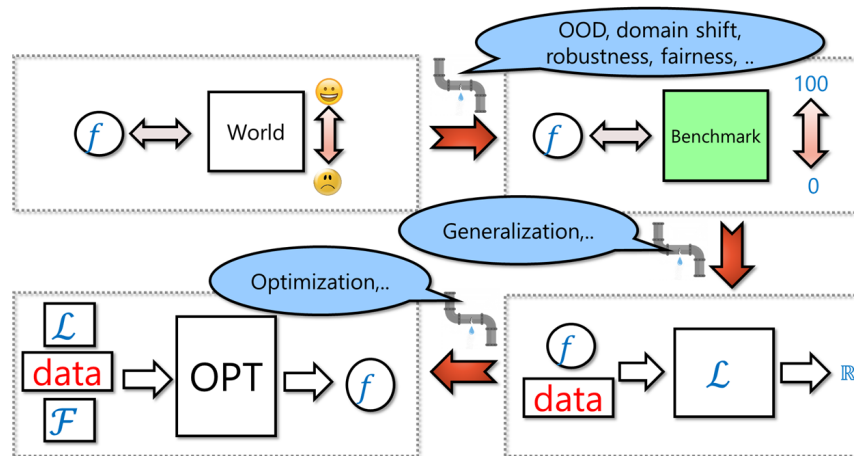 OOD, domain shift,
robustness, fairness, ..
f
World
f
Benchmark
100
0
Generalization,..
Optimization,..
ℒ
data
ℱ
OPT
f
f
data
ℒ
ℝ